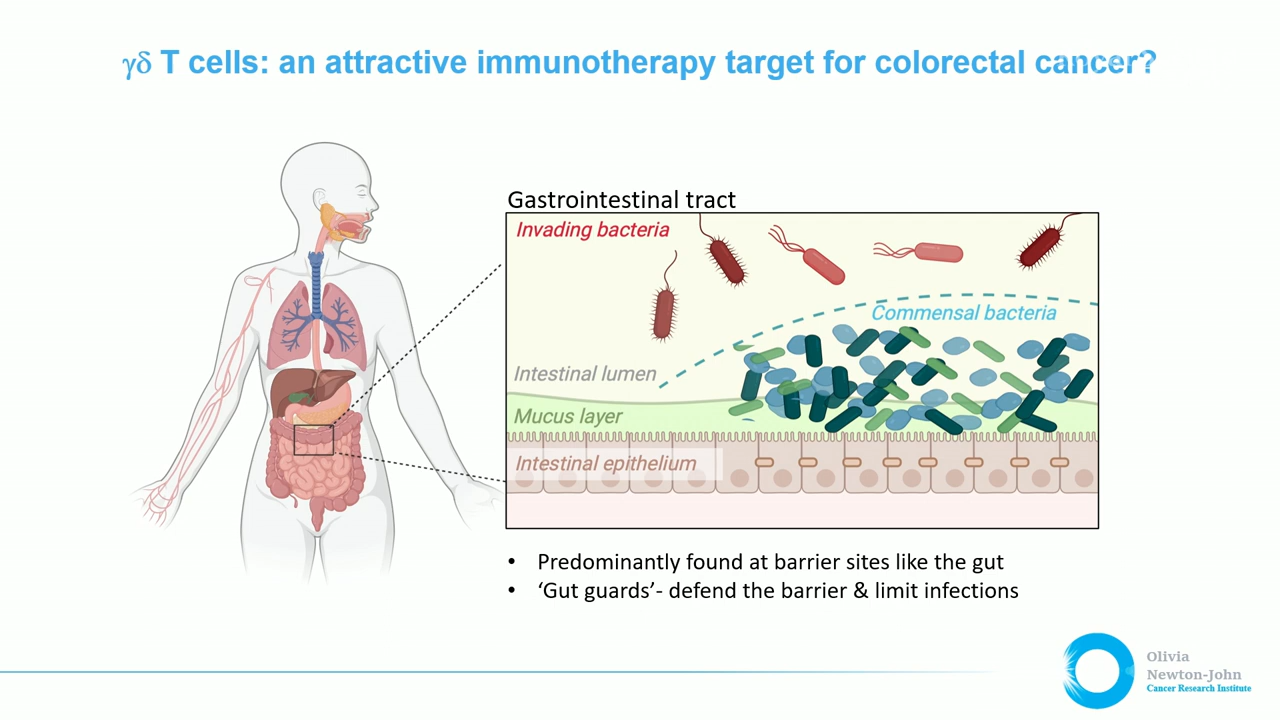 γδ T cells: an attractive immunotherapy target for colorectal cancer?
Gastrointestinal tract
Invading bacteria
Commensal bacteria
Intestinal lumen
Mucus layer
Intestinal epithelium
• Predominantly found at barrier sites like the gut
• ‘Gut guards’- defend the barrier & limit infections
Olivia
Newton-John
Cancer Research Institute